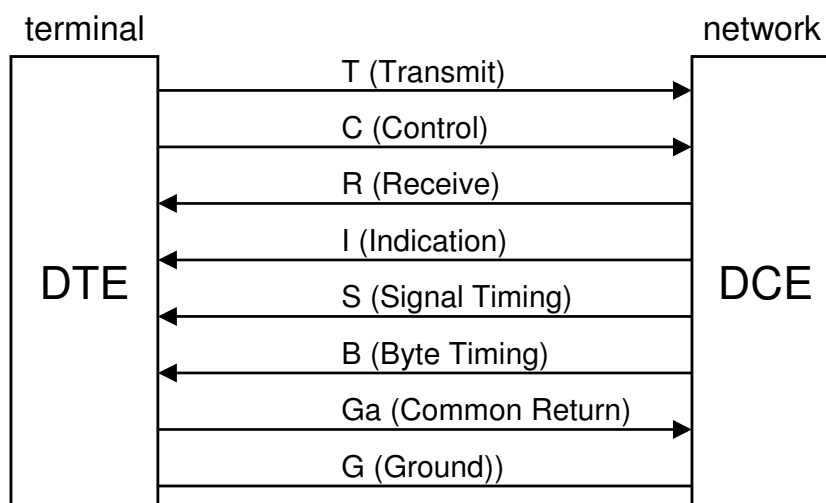 terminal
network
T (Transmit)
C (Control)
R (Receive)
I (Indication)
DTE
DCE
S (Signal Timing)
B (Byte Timing)
Ga (Common Return)
G (Ground))